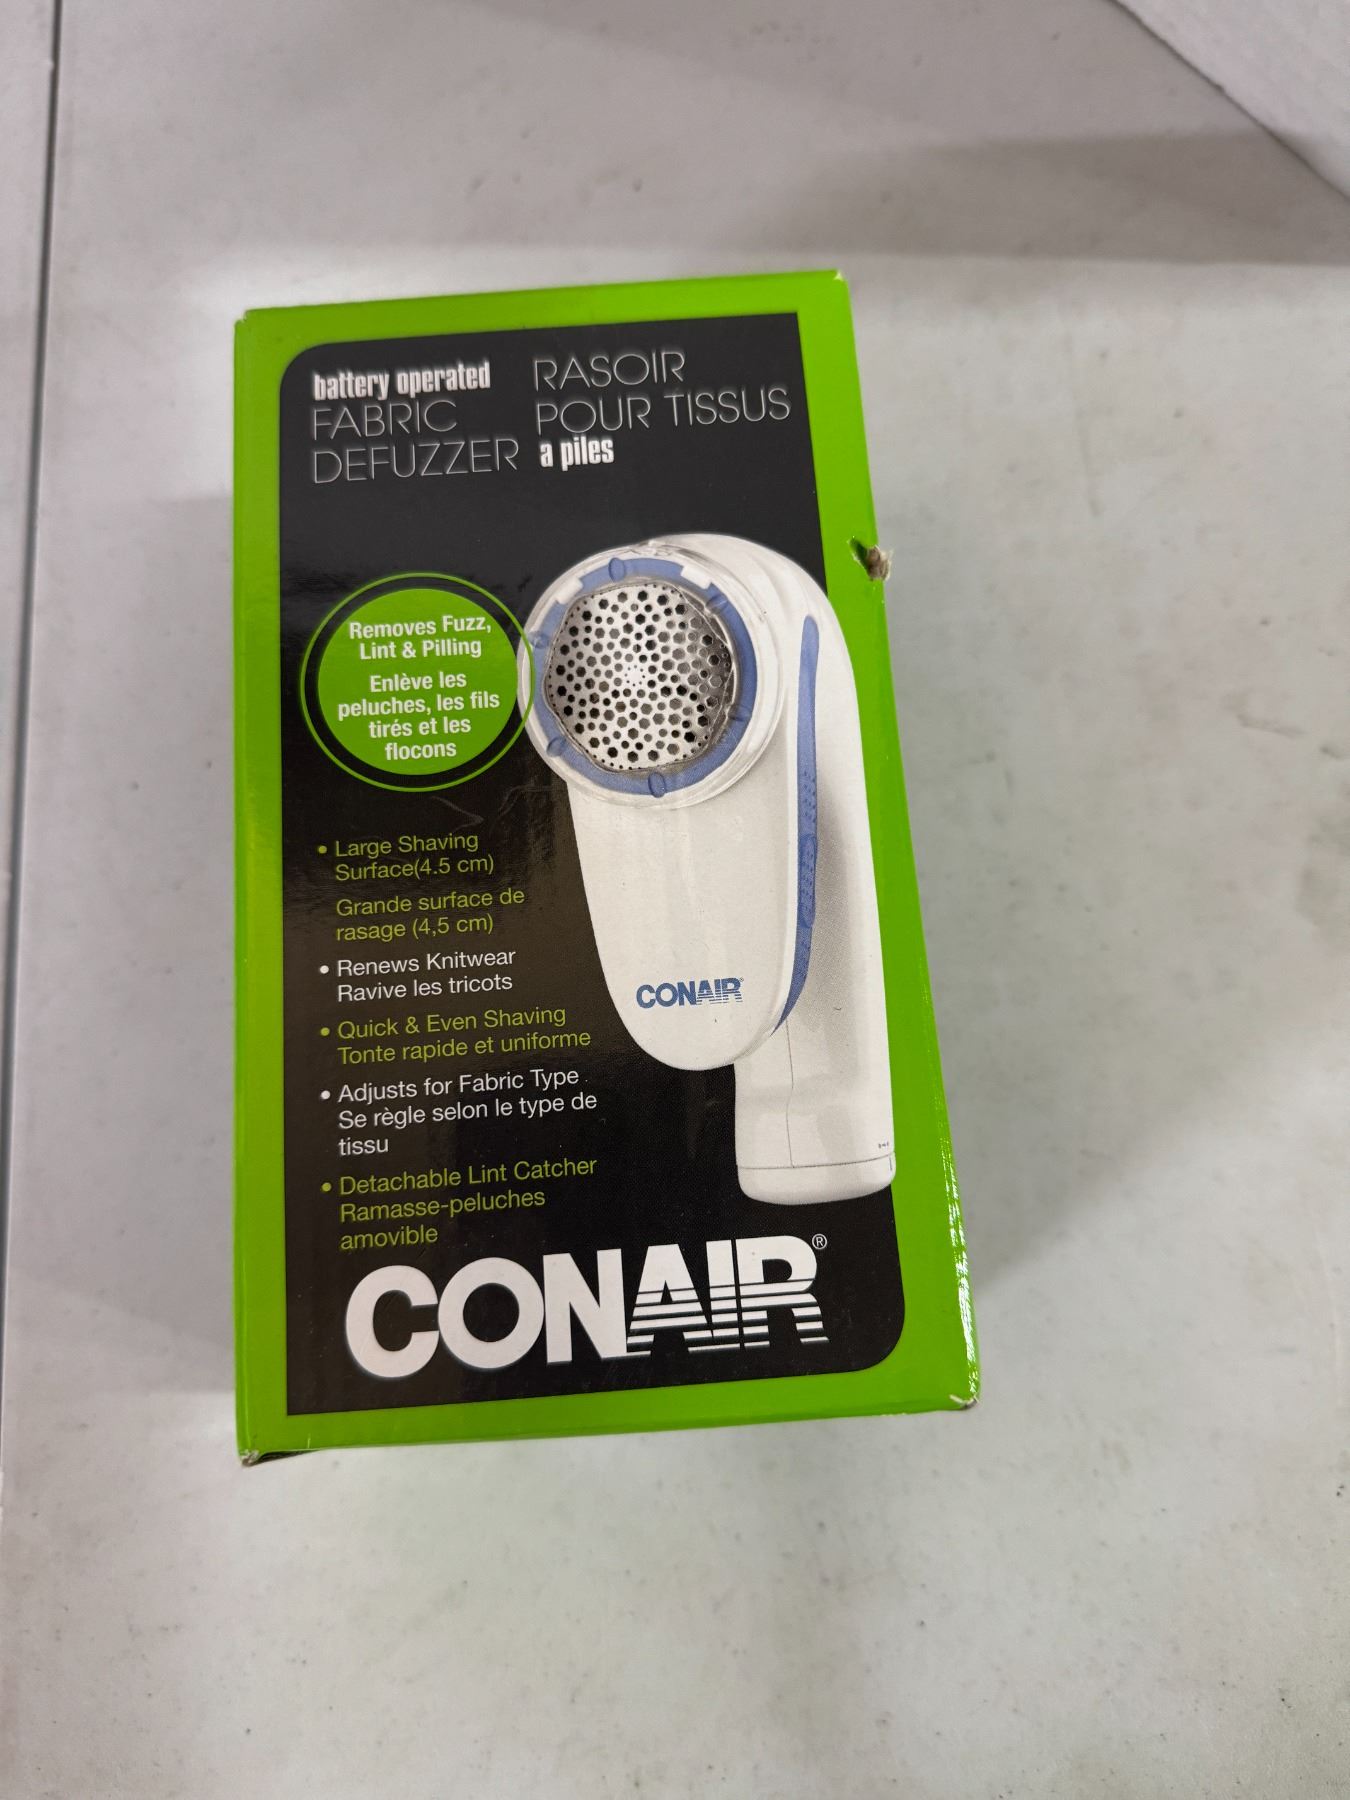 battery operated
FABRIC
DEFUZZER
RASOIR
POUR TISSUS
a piles
Removes Fuzz,
Lint & Pilling
Enlève les
peluches, les fils
tirés et les
flocons
• Large Shaving
Surface(4.5 cm)
Grande surface de
rasage (4,5 cm)
• Renews Knitwear
Ravive les tricots
• Quick & Even Shaving
Tonte rapide et uniforme
• Adjusts for Fabric Type
Se règle selon le type de
tissu
• Detachable Lint Catcher
Ramasse-peluches
amovible
CONAIR®
CONAIR®